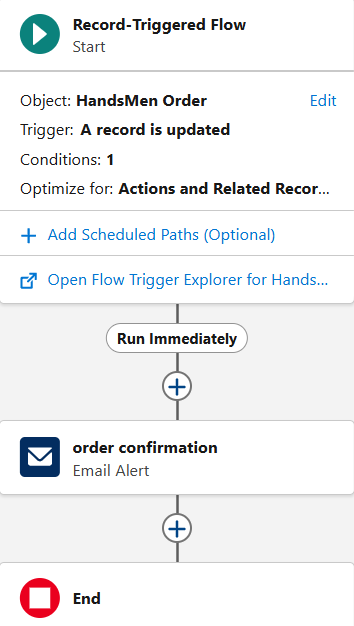 Record-Triggered Flow
Start
Object: HandsMen Order Edit
Trigger: A record is updated
Conditions: 1
Optimize for: Actions and Related Recor...
Add Scheduled Paths (Optional)
Open Flow Trigger Explorer for Hands...
Run Immediately
order confirmation
Email Alert
End